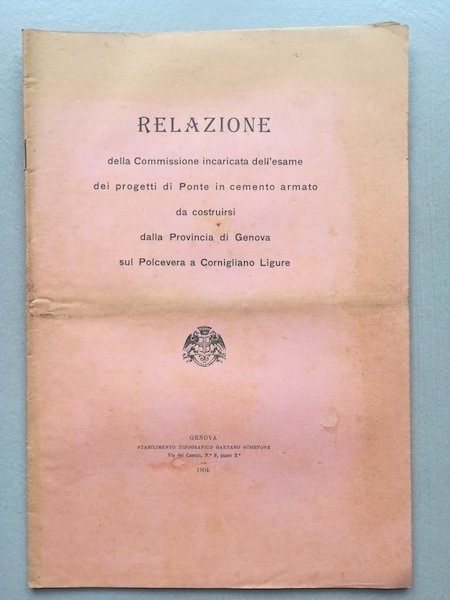 RELAZIONE
della Commissione incaricata dell'esame
dei progetti di Ponte in cemento armato
da costruirsi
dalla Provincia di Genova
sul Polcevera a Cornigliano Ligure
GENOVA
STABILIMENTO TIPOGRAFICO GAETANO SCHENONE
Via del Campo, N.º 9, piano 2.º
1904